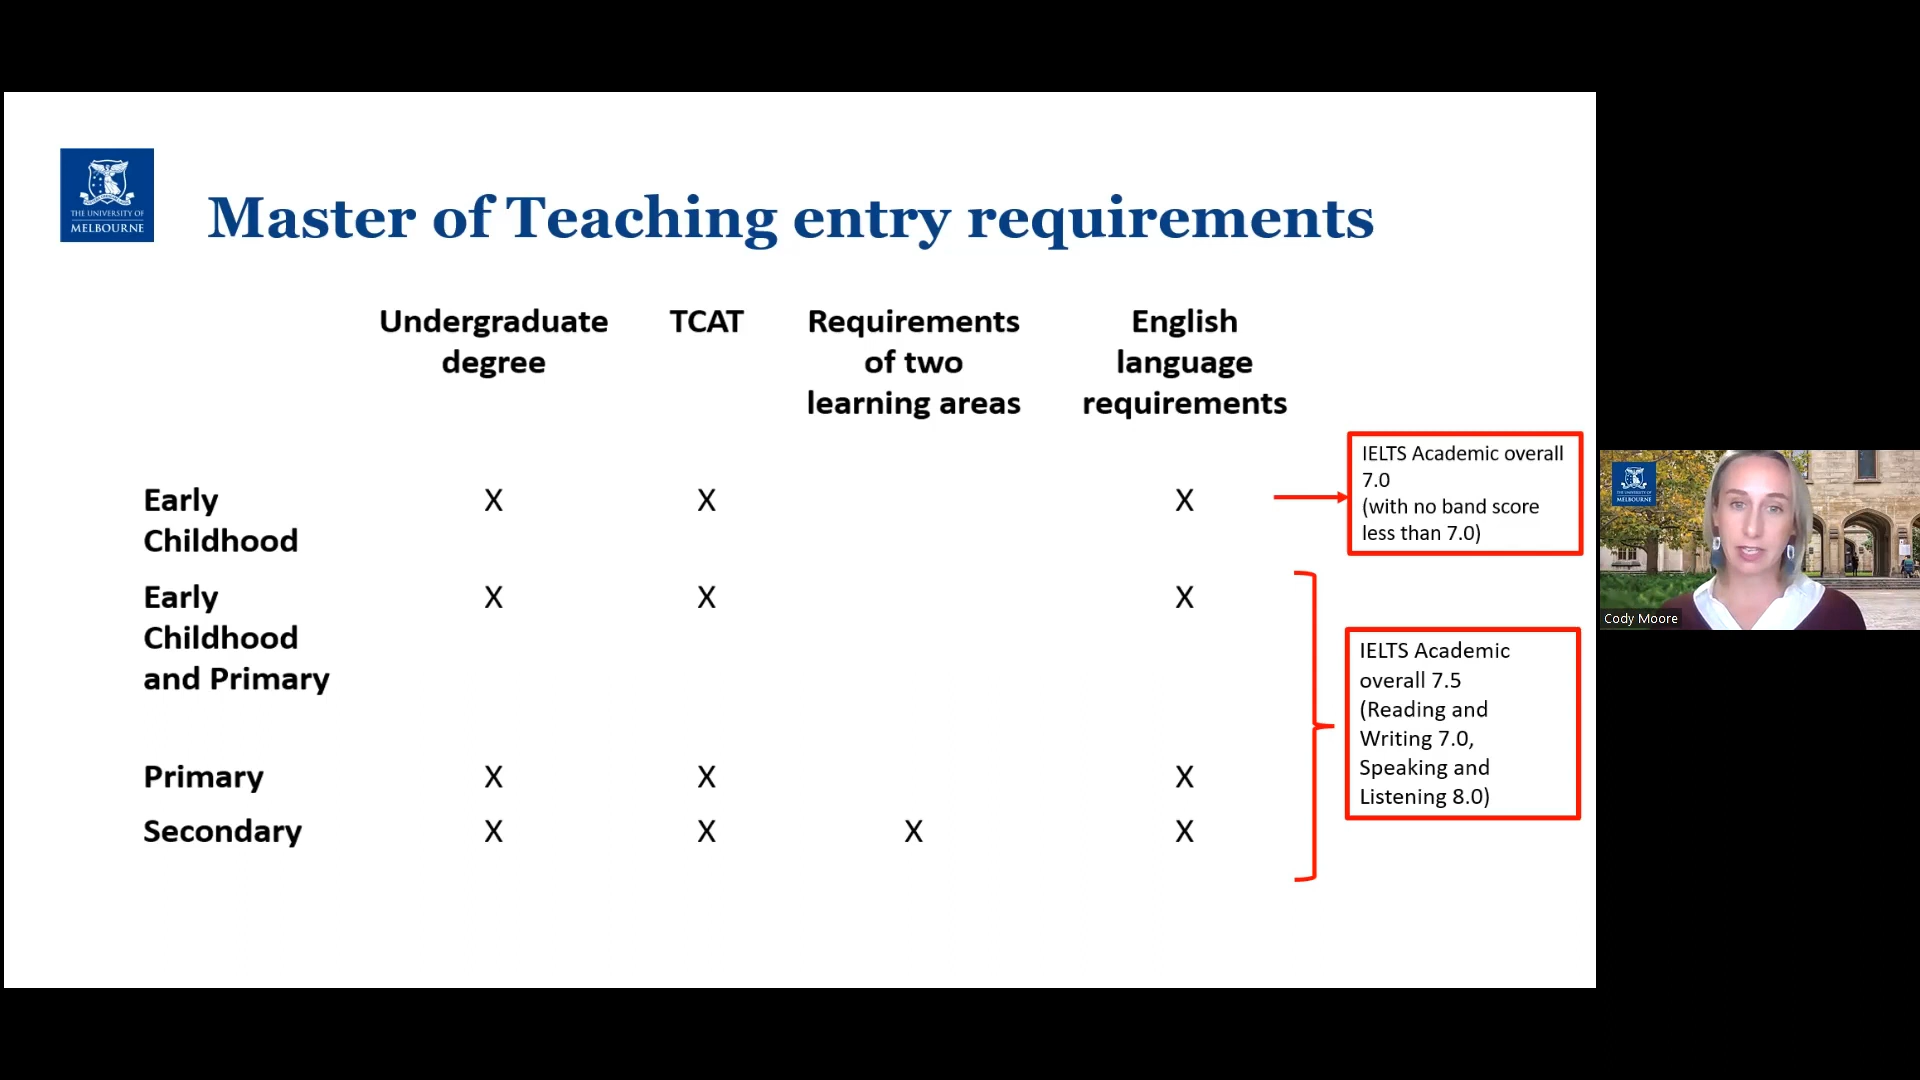 THE UNIVERSITY OF
MELBOURNE
Master of Teaching entry requirements
Undergraduate
degree
TCAT
Requirements
of two
learning areas
English
language
requirements
Early
Childhood
X
X
X
IELTS Academic overall
7.0
(with no band score
less than 7.0)
Early
Childhood
and Primary
X
X
X
IELTS Academic
overall 7.5
(Reading and
Writing 7.0,
Speaking and
Listening 8.0)
Primary
X
X
X
Secondary
X
X
X
X
MELBOURNE
Cody Moore